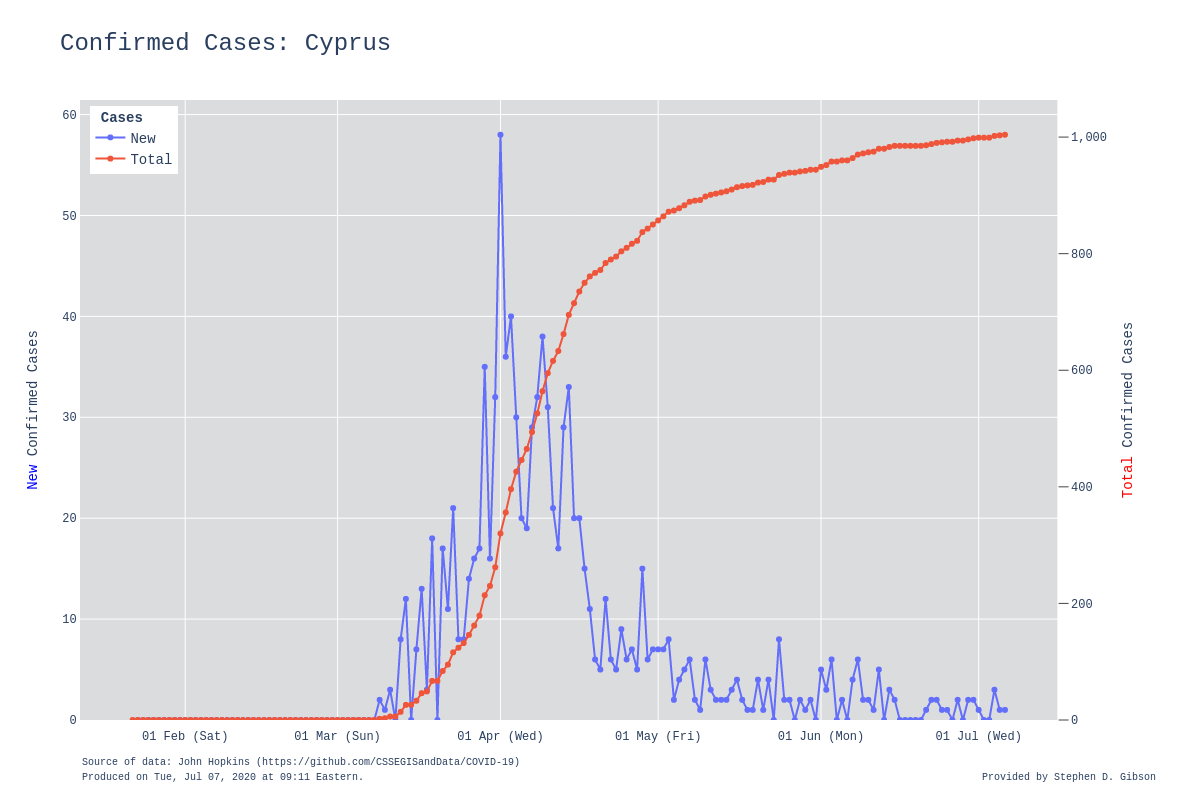 Confirmed Cases: Cyprus
Cases
New
Total
60
50
40
30
20
10
0
1,000
800
600
400
200
0
New Confirmed Cases
Total Confirmed Cases
01 Feb (Sat)
01 Mar (Sun)
01 Apr (Wed)
01 May (Fri)
01 Jun (Mon)
01 Jul (Wed)
Source of data: John Hopkins (https://github.com/CSSEGISandData/COVID-19)
Produced on Tue, Jul 07, 2020 at 09:11 Eastern.
Provided by Stephen D. Gibson